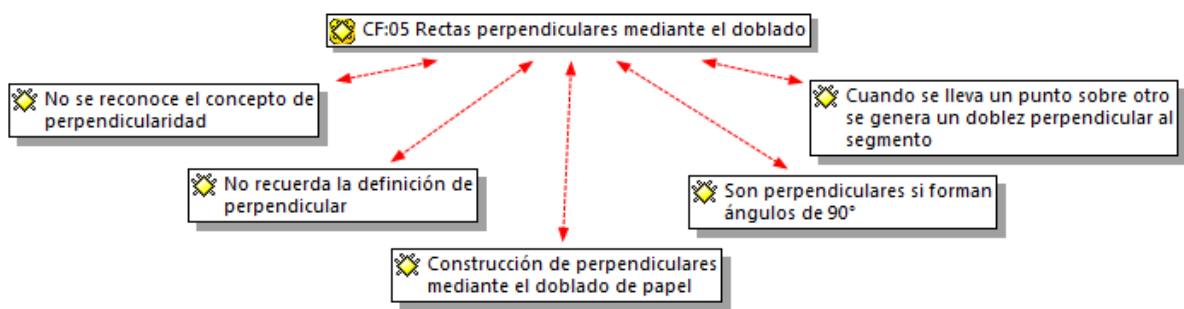 CF:05 Rectas perpendiculares mediante el doblado
No se reconoce el concepto de
perpendicularidad
Cuando se lleva un punto sobre otro
se genera un doblez perpendicular al
segmento
No recuerda la definición de
perpendicular
Son perpendiculares si forman
ángulos de 90°
Construcción de perpendiculares
mediante el doblado de papel